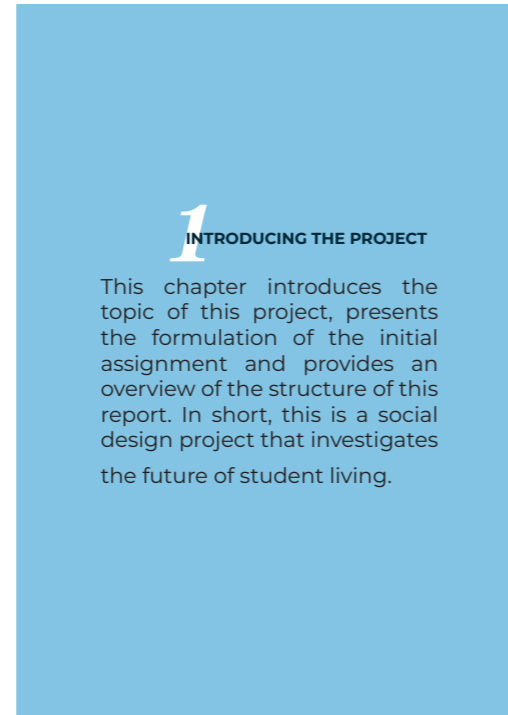 1
INTRODUCING THE PROJECT
This chapter introduces the
topic of this project, presents
the formulation of the initial
assignment and provides an
overview of the structure of this
report. In short, this is a social
design project that investigates
the future of student living.